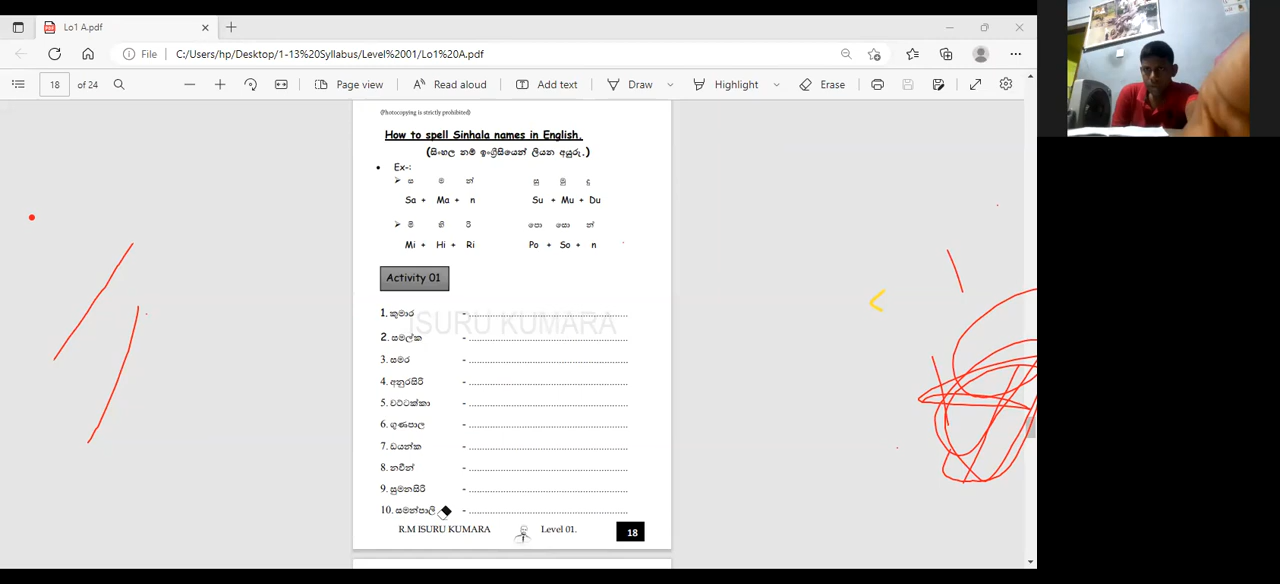 Lo1 A.pdf
File C:/Users/hp/Desktop/1-13%20Syllabus/Level%2001/Lo1%20A.pdf
18 of 24 Page view Read aloud Add text Draw Highlight Erase
(Photocopying is strictly prohibited)
How to spell Sinhala names in English.
(සිංහල නම් ඉංග්‍රීසියෙන් ලියන අයුරු.)
• Ex-:
➢ ස ම න් සු මු දු
Sa + Ma + n Su + Mu + Du
➢ මි හි රි පො සො න්
Mi + Hi + Ri Po + So + n
Activity 01
1. කුමාර - ........................................
ISURU KUMARA
2. සමල්ක - ........................................
3. සමර - ........................................
4. අනුරසිරි - ........................................
5. චට්ටක්කා - ........................................
6. ගුණපාල - ........................................
7. ඩයන්ක - ........................................
8. නවීන් - ........................................
9. සුමනසිරි - ........................................
10. සමන්පාලි - ........................................
R.M ISURU KUMARA Level 01. 18